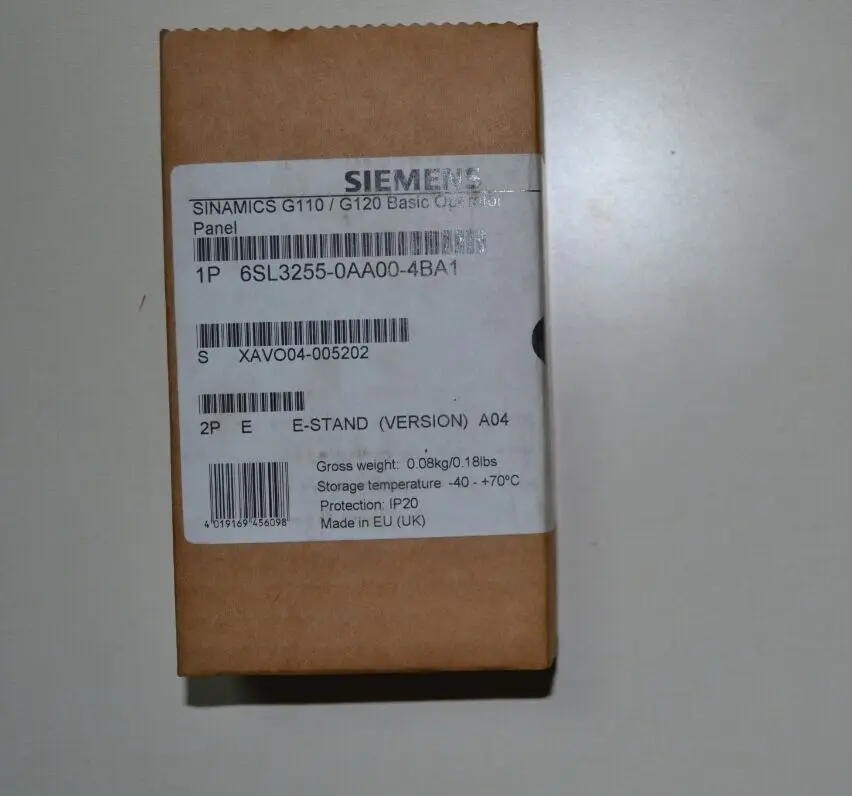 SIEMENS
SINAMICS G110 / G120 Basic Operator
Panel
1P 6SL3255-0AA00-4BA1
S XAVO04-005202
2P E E-STAND (VERSION) A04
Gross weight: 0.08kg/0.18lbs
Storage temperature -40 - +70°C
Protection: IP20
Made in EU (UK)
4 019169 456098